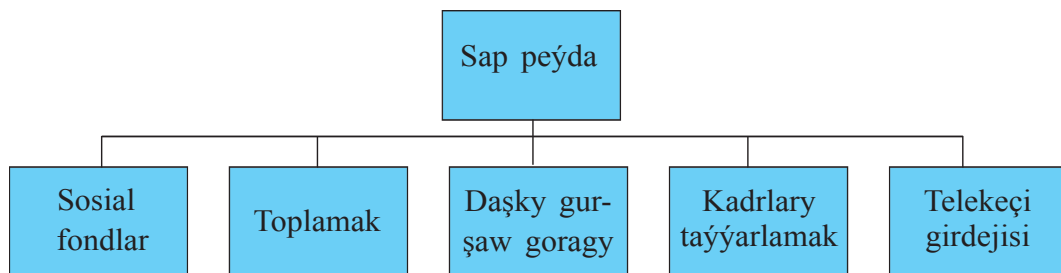 Sap peýda
Sosial
fondlar
Toplamak
Daşky gur-
şaw goragy
Kadrlary
taýýarlamak
Telekeçi
girdejisi